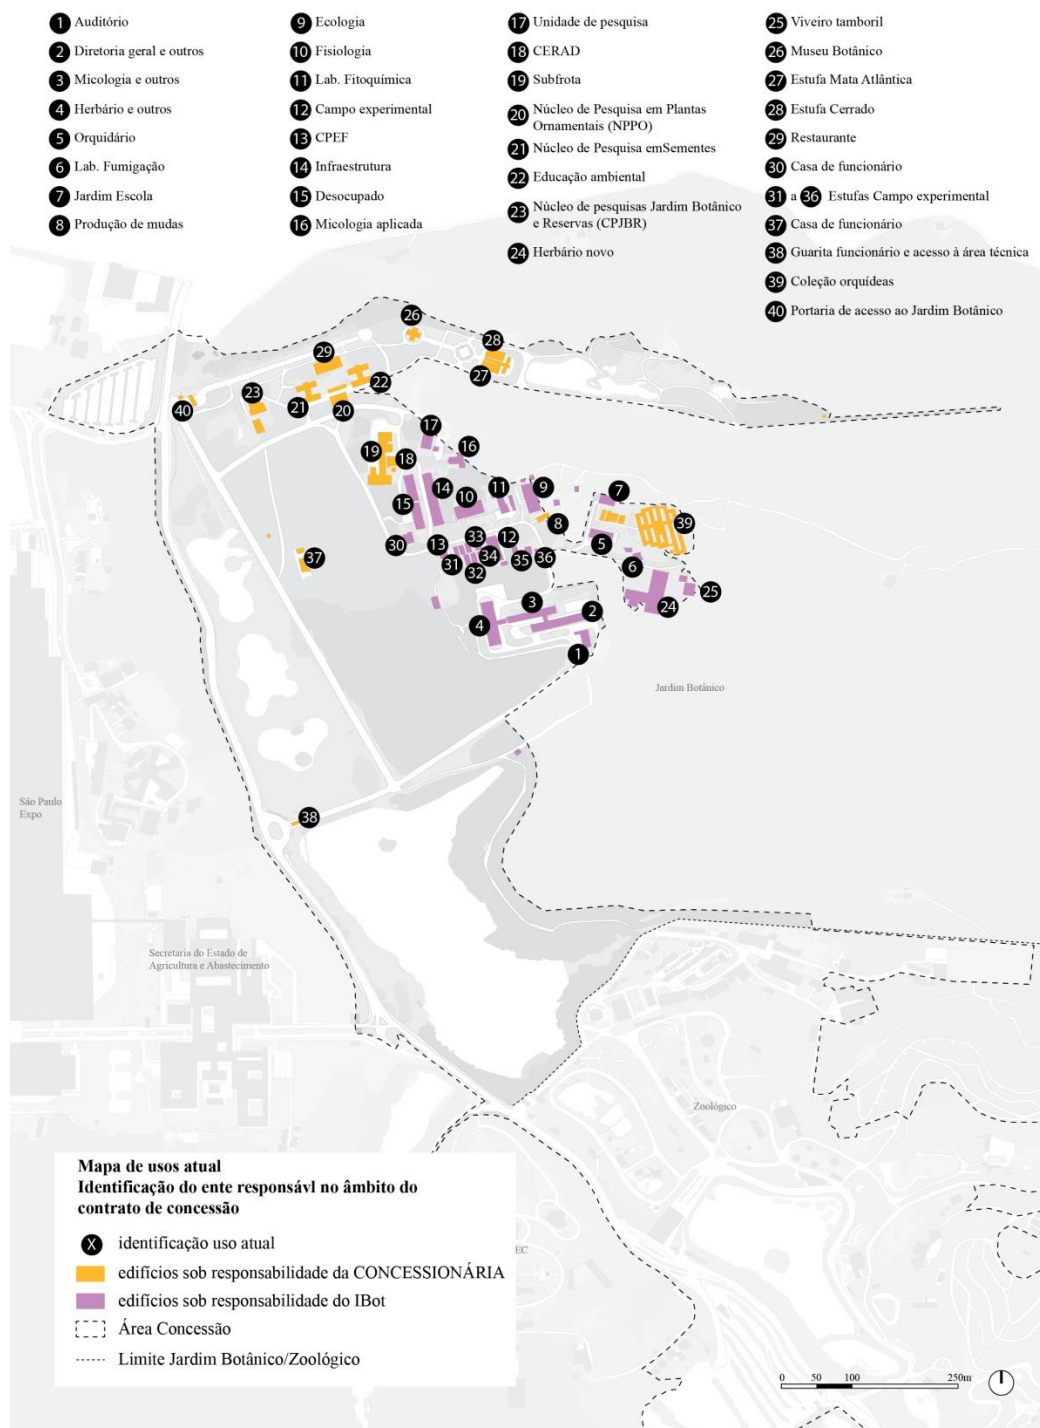 1 Auditório
2 Diretoria geral e outros
3 Micologia e outros
4 Herbário e outros
5 Orquidário
6 Lab. Fumigação
7 Jardim Escola
8 Produção de mudas
9 Ecologia
10 Fisiologia
11 Lab. Fitoquímica
12 Campo experimental
13 CPEF
14 Infraestrutura
15 Desocupado
16 Micologia aplicada
17 Unidade de pesquisa
18 CERAD
19 Subfrota
20 Núcleo de Pesquisa em Plantas
Ornamentais (NPPO)
21 Núcleo de Pesquisa emSementes
22 Educação ambiental
23 Núcleo de pesquisas Jardim Botânico
e Reservas (CPJBR)
24 Herbário novo
25 Viveiro tamboril
26 Museu Botânico
27 Estufa Mata Atlântica
28 Estufa Cerrado
29 Restaurante
30 Casa de funcionário
31 a 36 Estufas Campo experimental
37 Casa de funcionário
38 Guarita funcionário e acesso à área técnica
39 Coleção orquídeas
40 Portaria de acesso ao Jardim Botânico
26
28
29
27
22
23
21
20
40
17
16
19
18
14
11
9
7
15
10
39
8
30
13
33
12
5
37
31
34
35
36
32
6
25
3
24
2
4
1
Jardim Botânico
São Paulo
Expo
38
Secretaria do Estado de
Agricultura e Abastecimento
Zoológico
EC
Mapa de usos atual
Identificação do ente responsávl no âmbito do
contrato de concessão
X identificação uso atual
edifícios sob responsabilidade da CONCESSIONÁRIA
edifícios sob responsabilidade do IBot
Área Concessão
Limite Jardim Botânico/Zoológico
0 50 100 250m